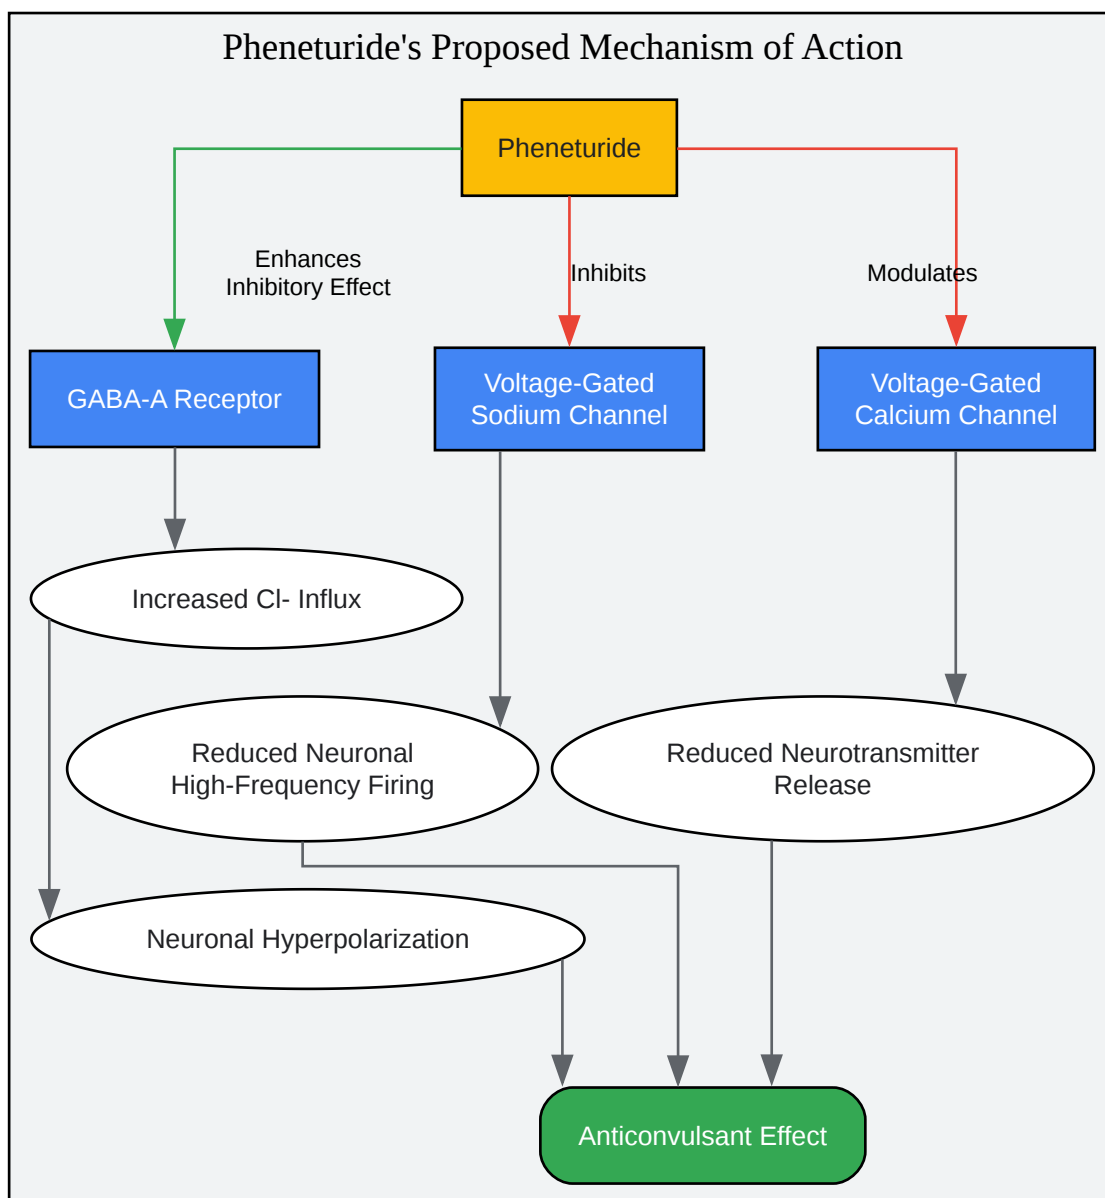 Pheneturide's Proposed Mechanism of Action
Pheneturide
Enhances
Inhibitory Effect
Inhibits
Modulates
GABA-A Receptor
Voltage-Gated
Sodium Channel
Voltage-Gated
Calcium Channel
Increased Cl- Influx
Reduced Neuronal
High-Frequency Firing
Reduced Neurotransmitter
Release
Neuronal Hyperpolarization
Anticonvulsant Effect